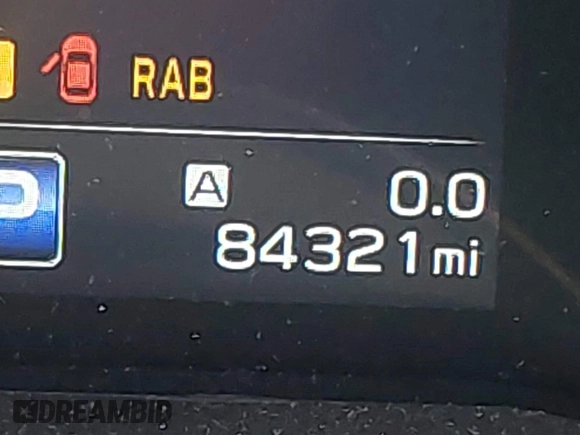 RAB
A 0.0
84321 mi
DREAMBID